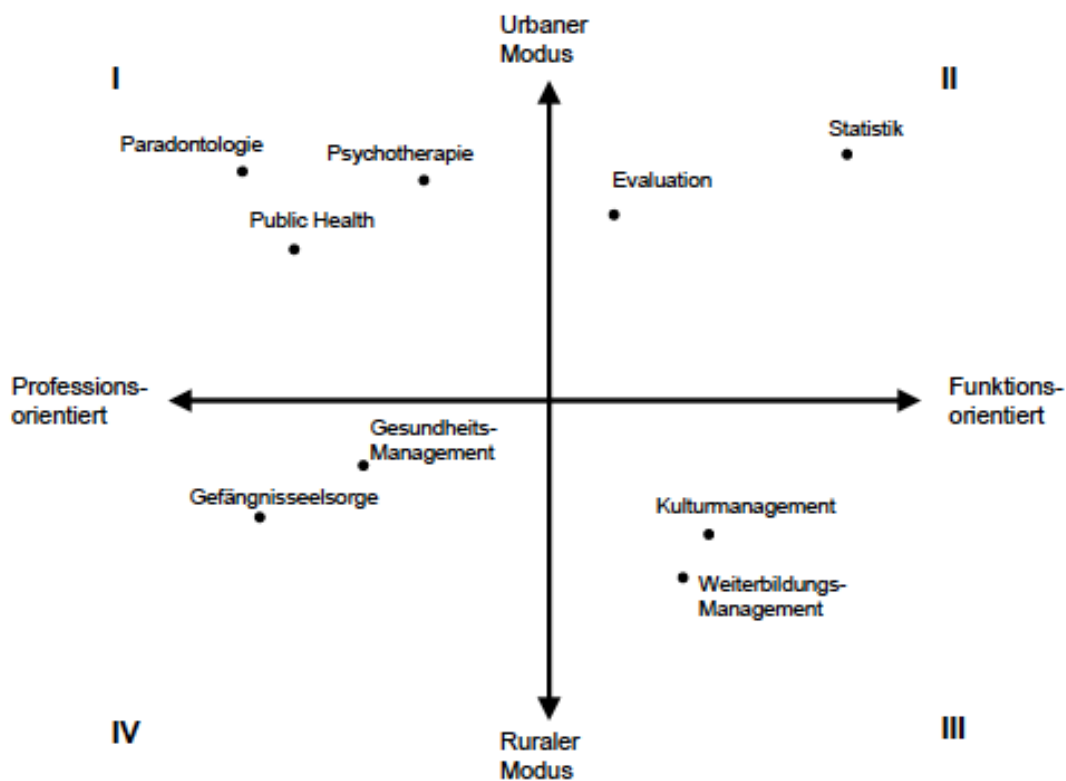 Urbaner
Modus
I
II
Paradontologie
Psychotherapie
Statistik
Evaluation
Public Health
Professions-
orientiert
Funktions-
orientiert
Gesundheits-
Management
Gefängnisseelsorge
Kulturmanagement
Weiterbildungs-
Management
IV
III
Ruraler
Modus